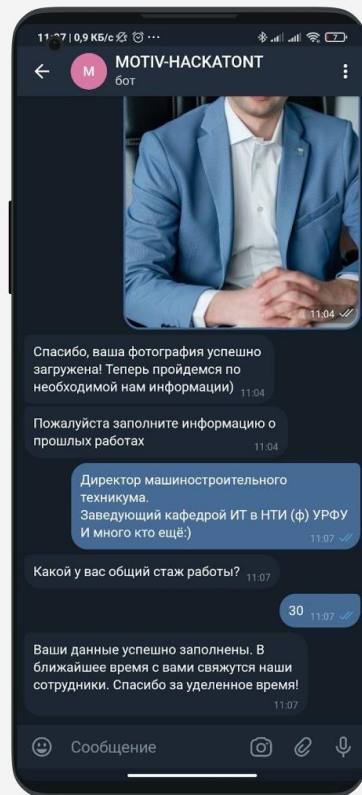 11:07 | 0,9 КБ/с
7
M
MOTIV-HACKATONT
бот
11:04
Спасибо, ваша фотография успешно
загружена! Теперь пройдемся по
необходимой нам информации)
11:04
Пожалуйста заполните информацию о
прошлых работах
11:04
Директор машиностроительного
техникума.
Заведующий кафедрой ИТ в НТИ (ф) УРФУ
И много кто ещё:)
11:07
Какой у вас общий стаж работы?
11:07
30
11:07
Ваши данные успешно заполнены. В
ближайшее время с вами свяжутся наши
сотрудники. Спасибо за уделенное время!
11:07
Сообщение